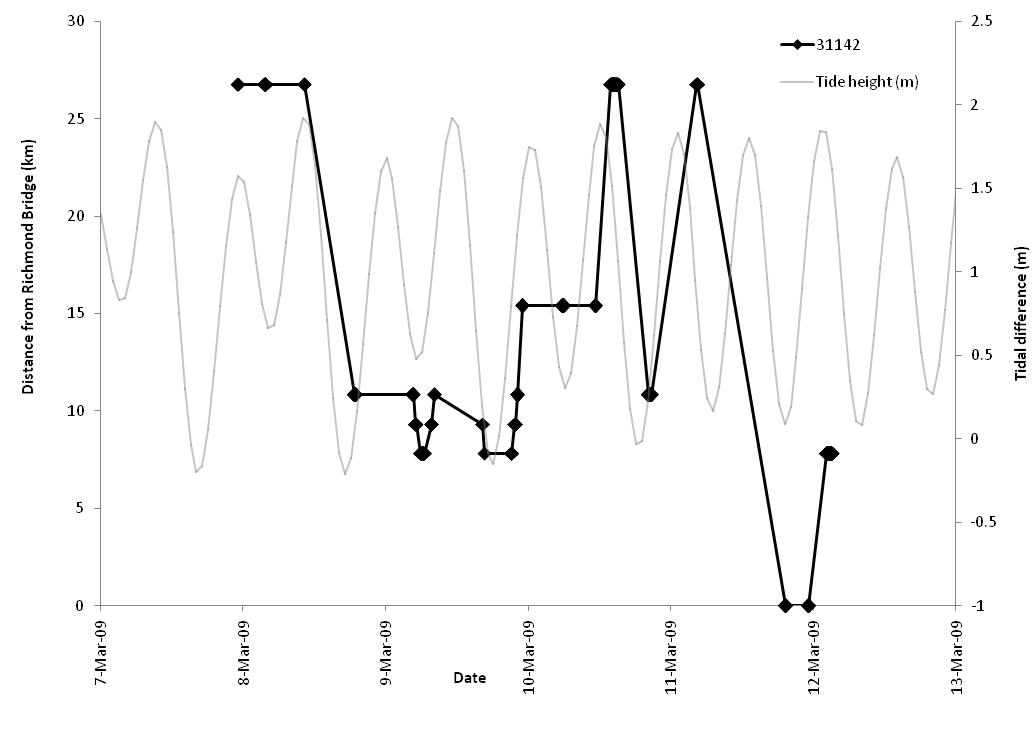 30
25
20
15
10
5
0
Distance from Richmond Bridge (km)
2.5
2
1.5
1
0.5
0
-0.5
-1
Tidal difference (m)
31142
Tide height (m)
7-Mar-09
8-Mar-09
9-Mar-09
10-Mar-09
11-Mar-09
12-Mar-09
13-Mar-09
Date